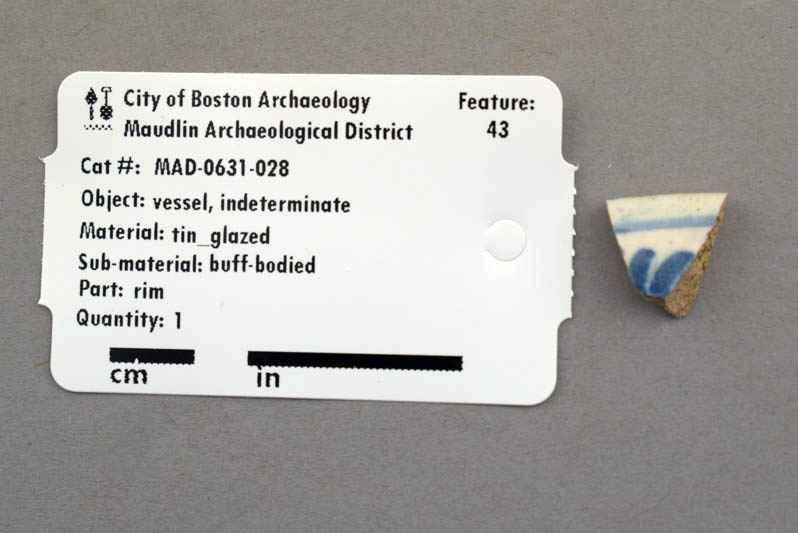 City of Boston Archaeology
Maudlin Archaeological District
Feature:
43
Cat #: MAD-0631-028
Object: vessel, indeterminate
Material: tin_glazed
Sub-material: buff-bodied
Part: rim
Quantity: 1
cm
in